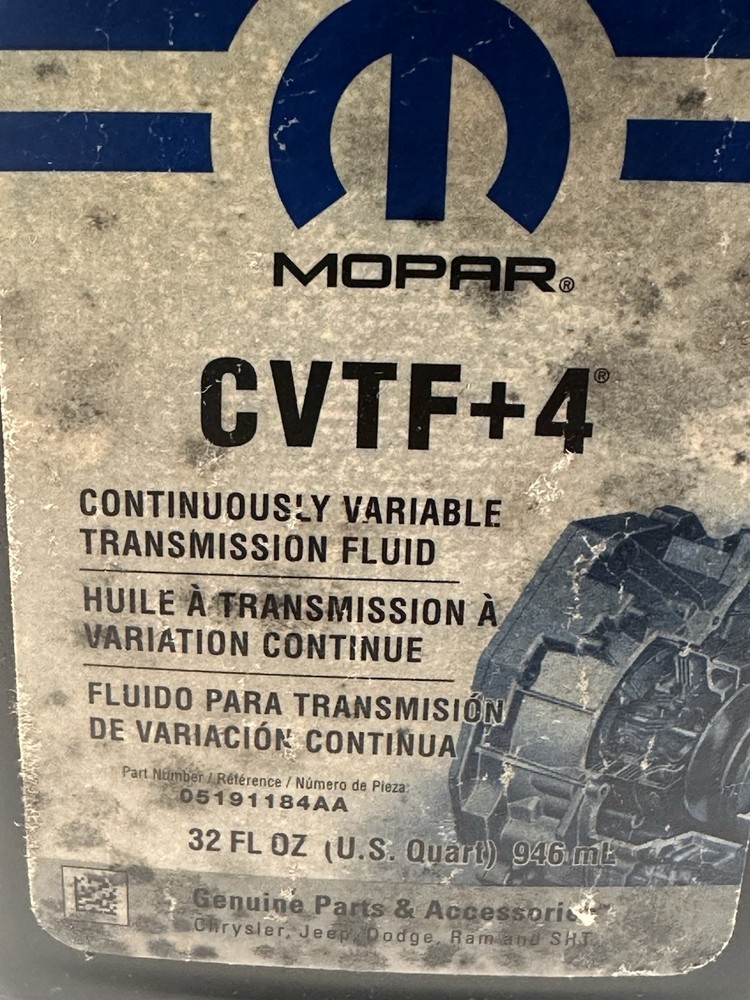 MOPAR®
CVTF+4®
CONTINUOUSLY VARIABLE
TRANSMISSION FLUID
HUILE À TRANSMISSION À
VARIATION CONTINUE
FLUIDO PARA TRANSMISIÓN
DE VARIACIÓN CONTINUA
Part Number / Référence / Número de Pieza:
05191184AA
32 FL OZ (U.S. Quart) 946 mL
Genuine Parts & Accessories
Chrysler, Jeep, Dodge, Ram and SRT